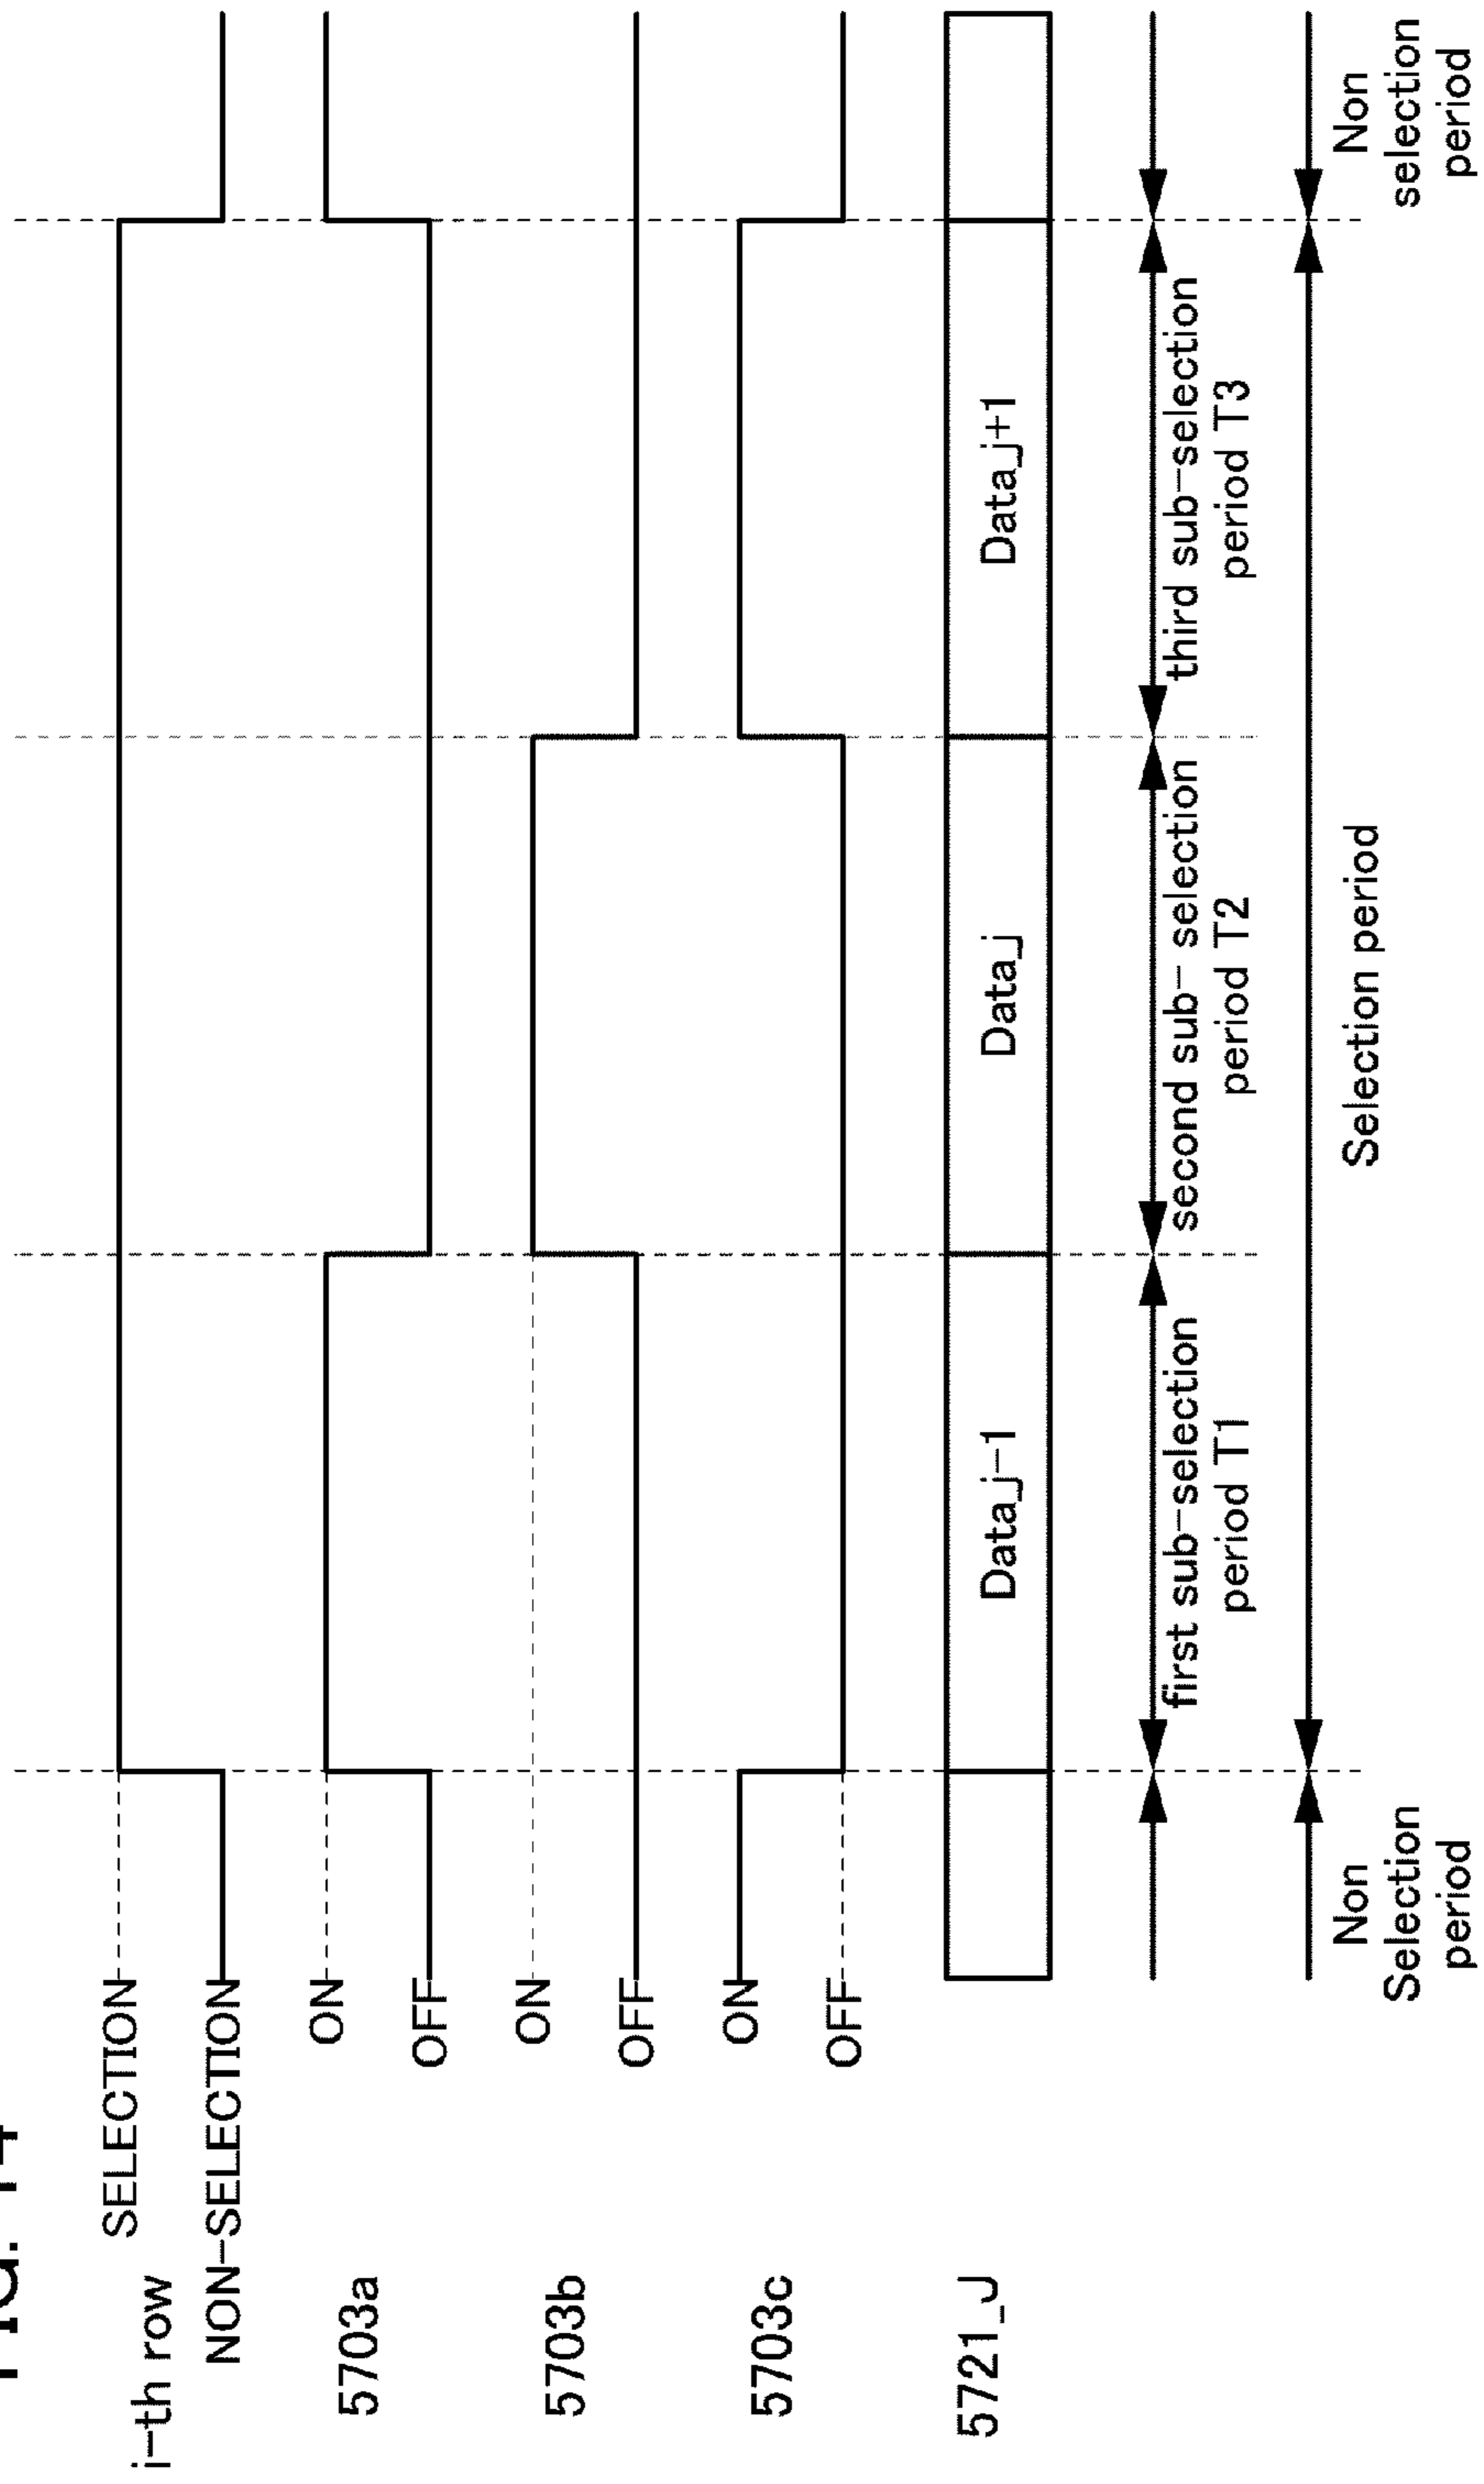 FIG. 14
i-th row
SELECTION
NON-SELECTION
5703a
ON
OFF
5703b
ON
OFF
5703c
ON
OFF
5721_J
Data_j-1
Data_j
Data_j+1
first sub-selection
period T1
second sub- selection
period T2
third sub-selection
period T3
Non
Selection
period
Selection period
Non
selection
period